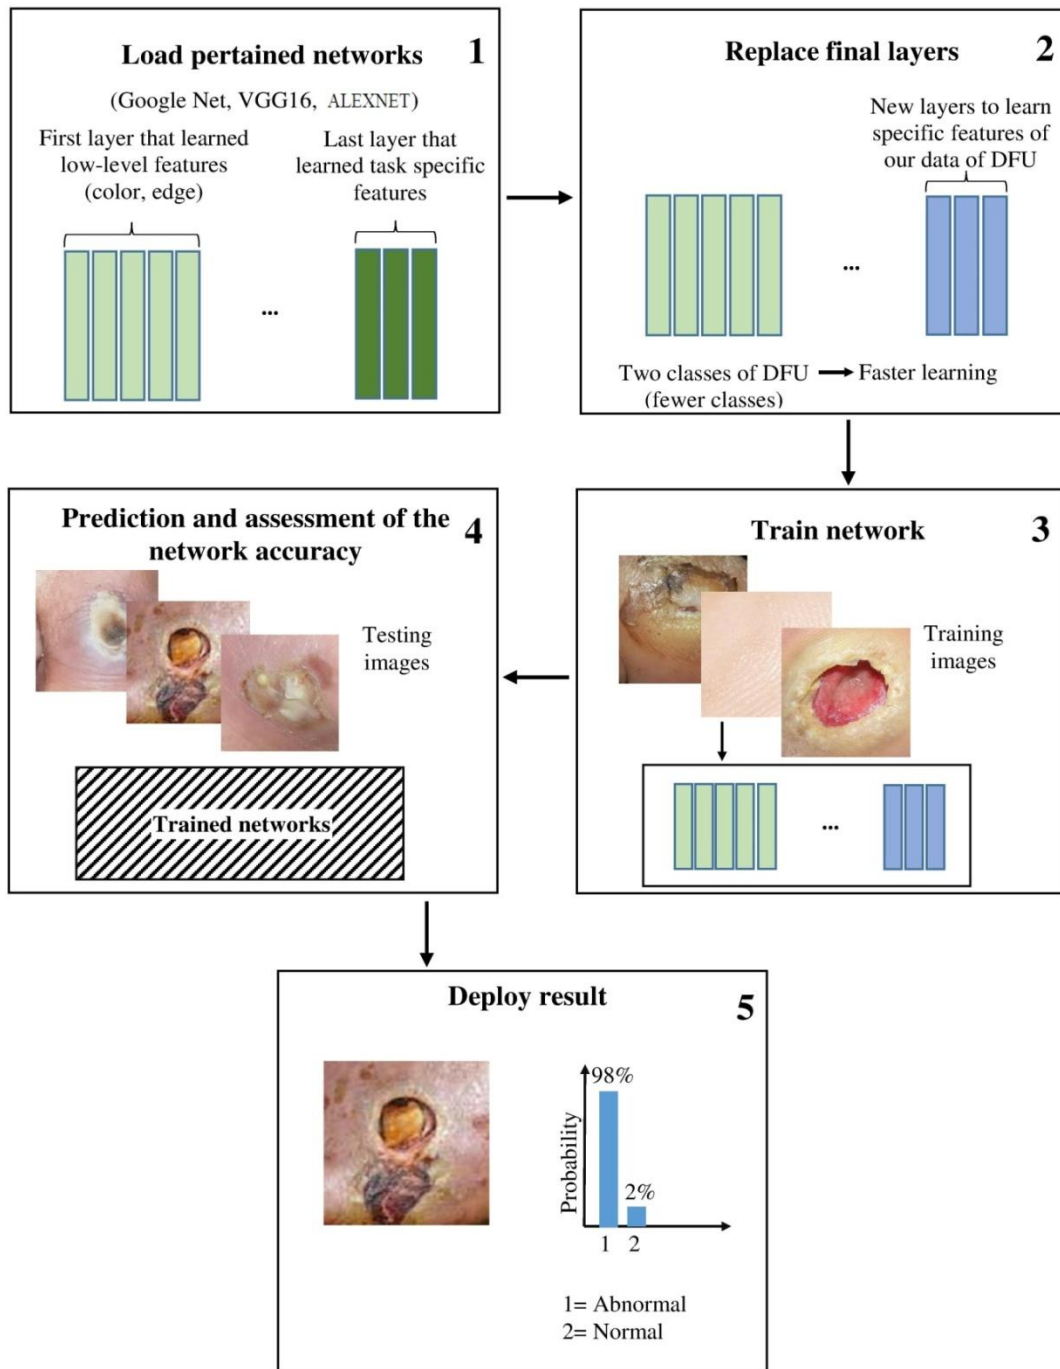 Load pertained networks
1
(Google Net, VGG16, ALEXNET)
First layer that learned
low-level features
(color, edge)
Last layer that
learned task specific
features
...
Replace final layers
2
New layers to learn
specific features of
our data of DFU
...
Two classes of DFU
(fewer classes)
Faster learning
Train network
3
Training
images
...
Prediction and assessment of the
network accuracy
4
Testing
images
Trained networks
Deploy result
5
98%
2%
Probability
1 2
1= Abnormal
2= Normal